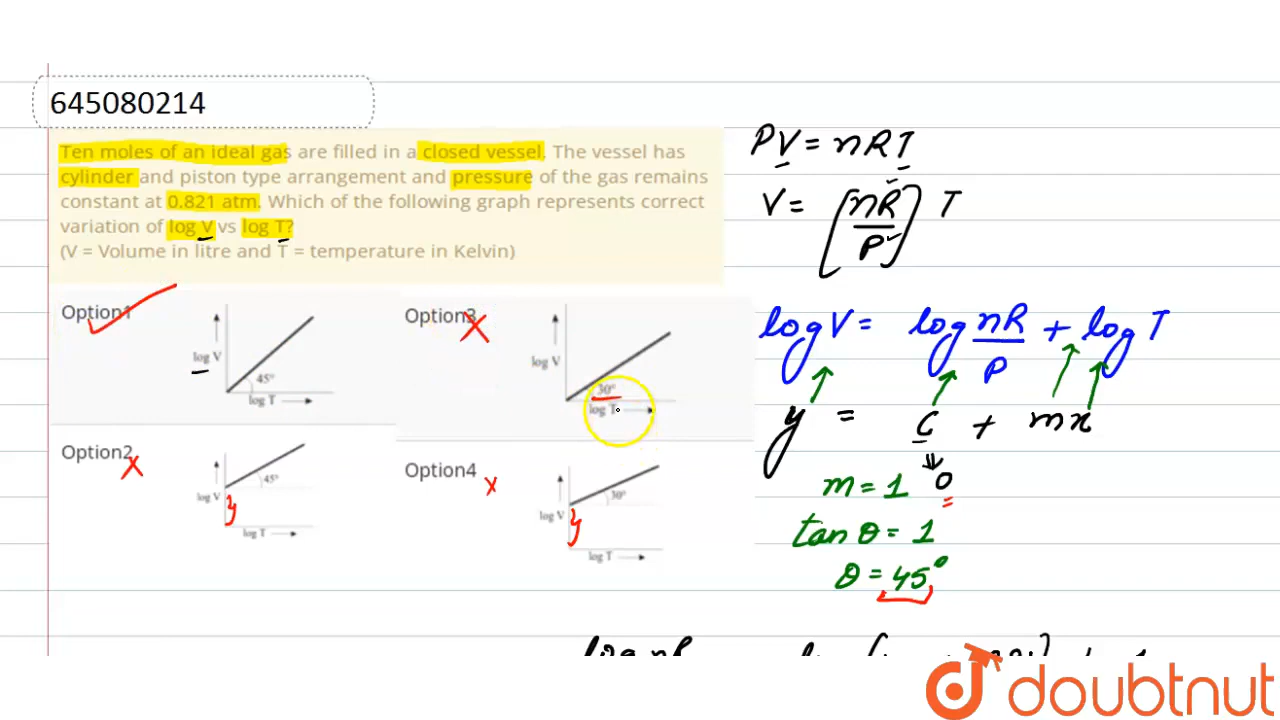 645080214
Ten moles of an ideal gas are filled in a closed vessel. The vessel has
cylinder and piston type arrangement and pressure of the gas remains
constant at 0.821 atm. Which of the following graph represents correct
variation of log V vs log T?
(V = Volume in litre and T = temperature in Kelvin)
Option1
log V
45°
log T
Option3
log V
30°
log T
Option2
log V
45°
log T
Option4
log V
30°
log T
PV = nRT
V = [nR/P] T
log V = log nR/P + log T
y = c + mx
m = 1 0
tan θ = 1
θ = 45°
log nR
doubtnut